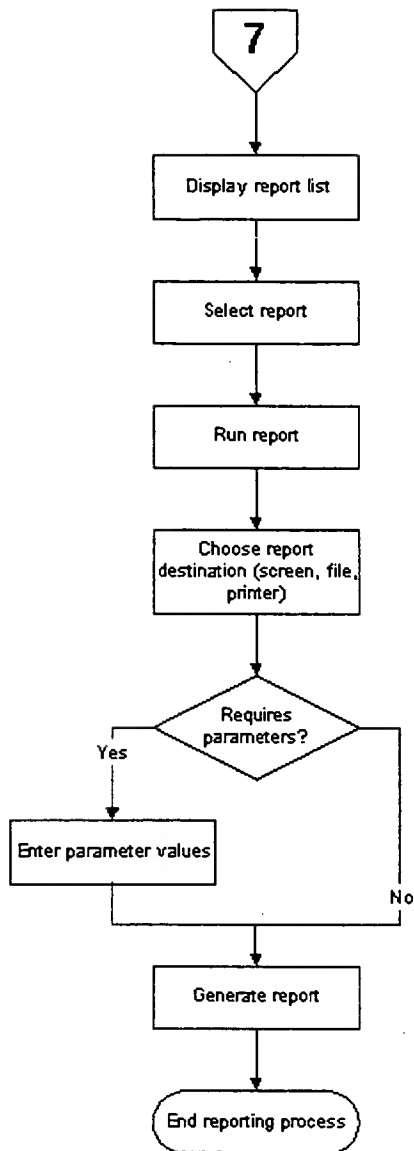 7
Display report list
Select report
Run report
Choose report
destination (screen, file,
printer)
Requires
parameters?
Yes
Enter parameter values
No
Generate report
End reporting process